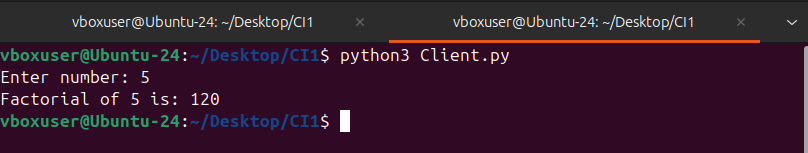 vboxuser@Ubuntu-24: ~/Desktop/CI1 × vboxuser@Ubuntu-24: ~/Desktop/CI1 ×
vboxuser@Ubuntu-24:~/Desktop/CI1$ python3 Client.py
Enter number: 5
Factorial of 5 is: 120
vboxuser@Ubuntu-24:~/Desktop/CI1$